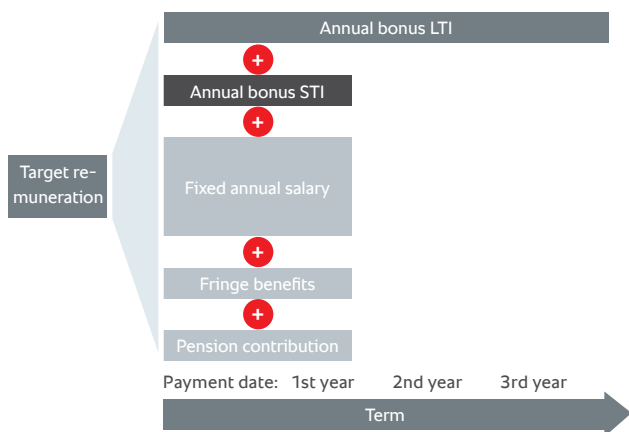 Annual bonus LTI
+
Annual bonus STI
+
Target re-
muneration
Fixed annual salary
+
Fringe benefits
+
Pension contribution
Payment date: 1st year 2nd year 3rd year
Term